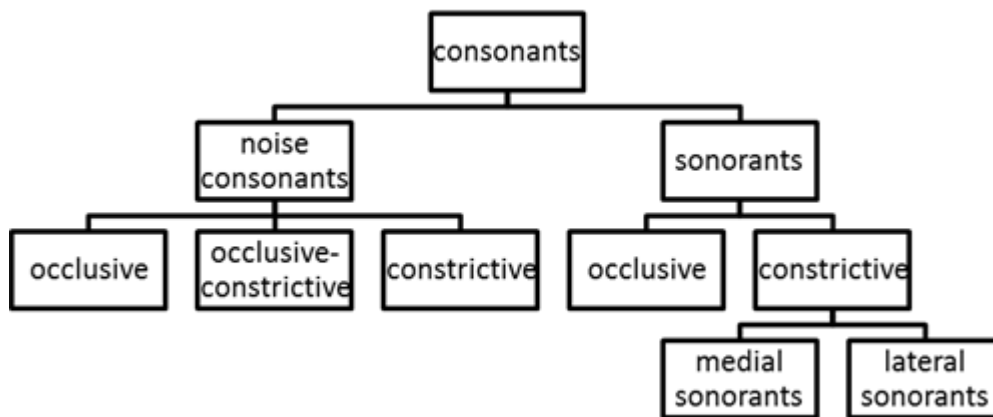 consonants
noise
consonants
sonorants
occlusive
occlusive-
constrictive
constrictive
occlusive
constrictive
medial
sonorants
lateral
sonorants